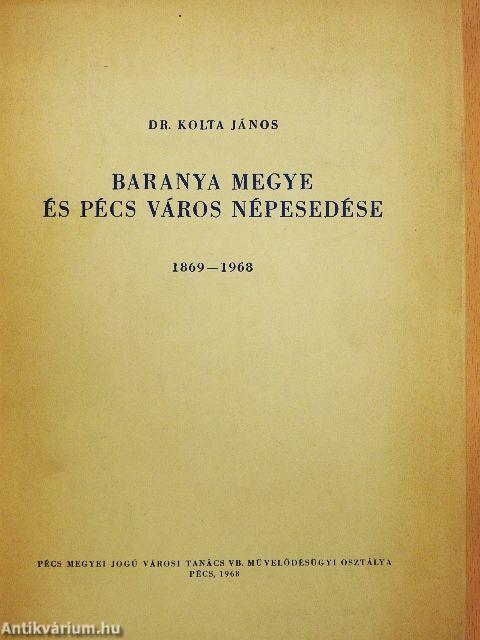 DR. KOLTA JÁNOS
BARANYA MEGYE
ÉS PÉCS VÁROS NÉPESEDÉSE
1869—1968
PÉCS MEGYEI JOGÚ VÁROSI TANÁCS VB. MŰVELŐDÉSÜGYI OSZTÁLYA
PÉCS, 1968
Antikvárium.hu